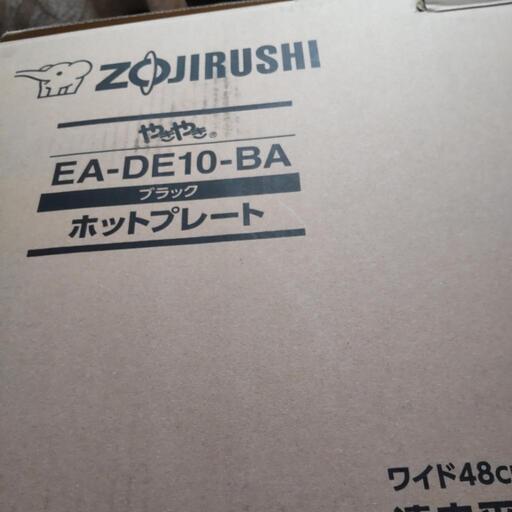 ZOJIRUSHI
やきやき®
EA-DE10-BA
ブラック
ホットプレート
ワイド48c